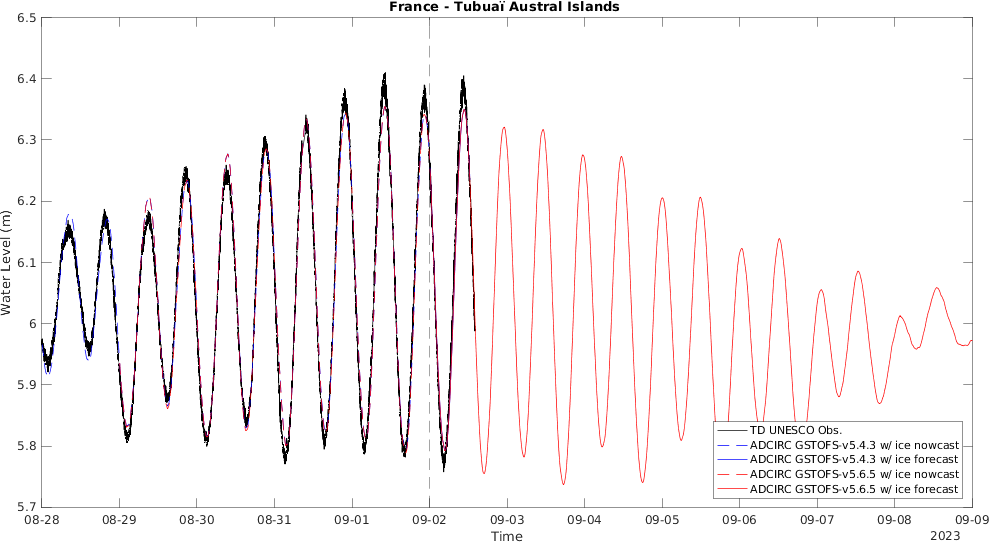 France - Tubuaï Austral Islands
6.5
6.4
6.3
6.2
6.1
6
5.9
5.8
5.7
Water Level (m)
TD UNESCO Obs.
ADCIRC GSTOFS-v5.4.3 w/ ice nowcast
ADCIRC GSTOFS-v5.4.3 w/ ice forecast
ADCIRC GSTOFS-v5.6.5 w/ ice nowcast
ADCIRC GSTOFS-v5.6.5 w/ ice forecast
08-28 08-29 08-30 08-31 09-01 09-02 09-03 09-04 09-05 09-06 09-07 09-08 09-09
Time
2023